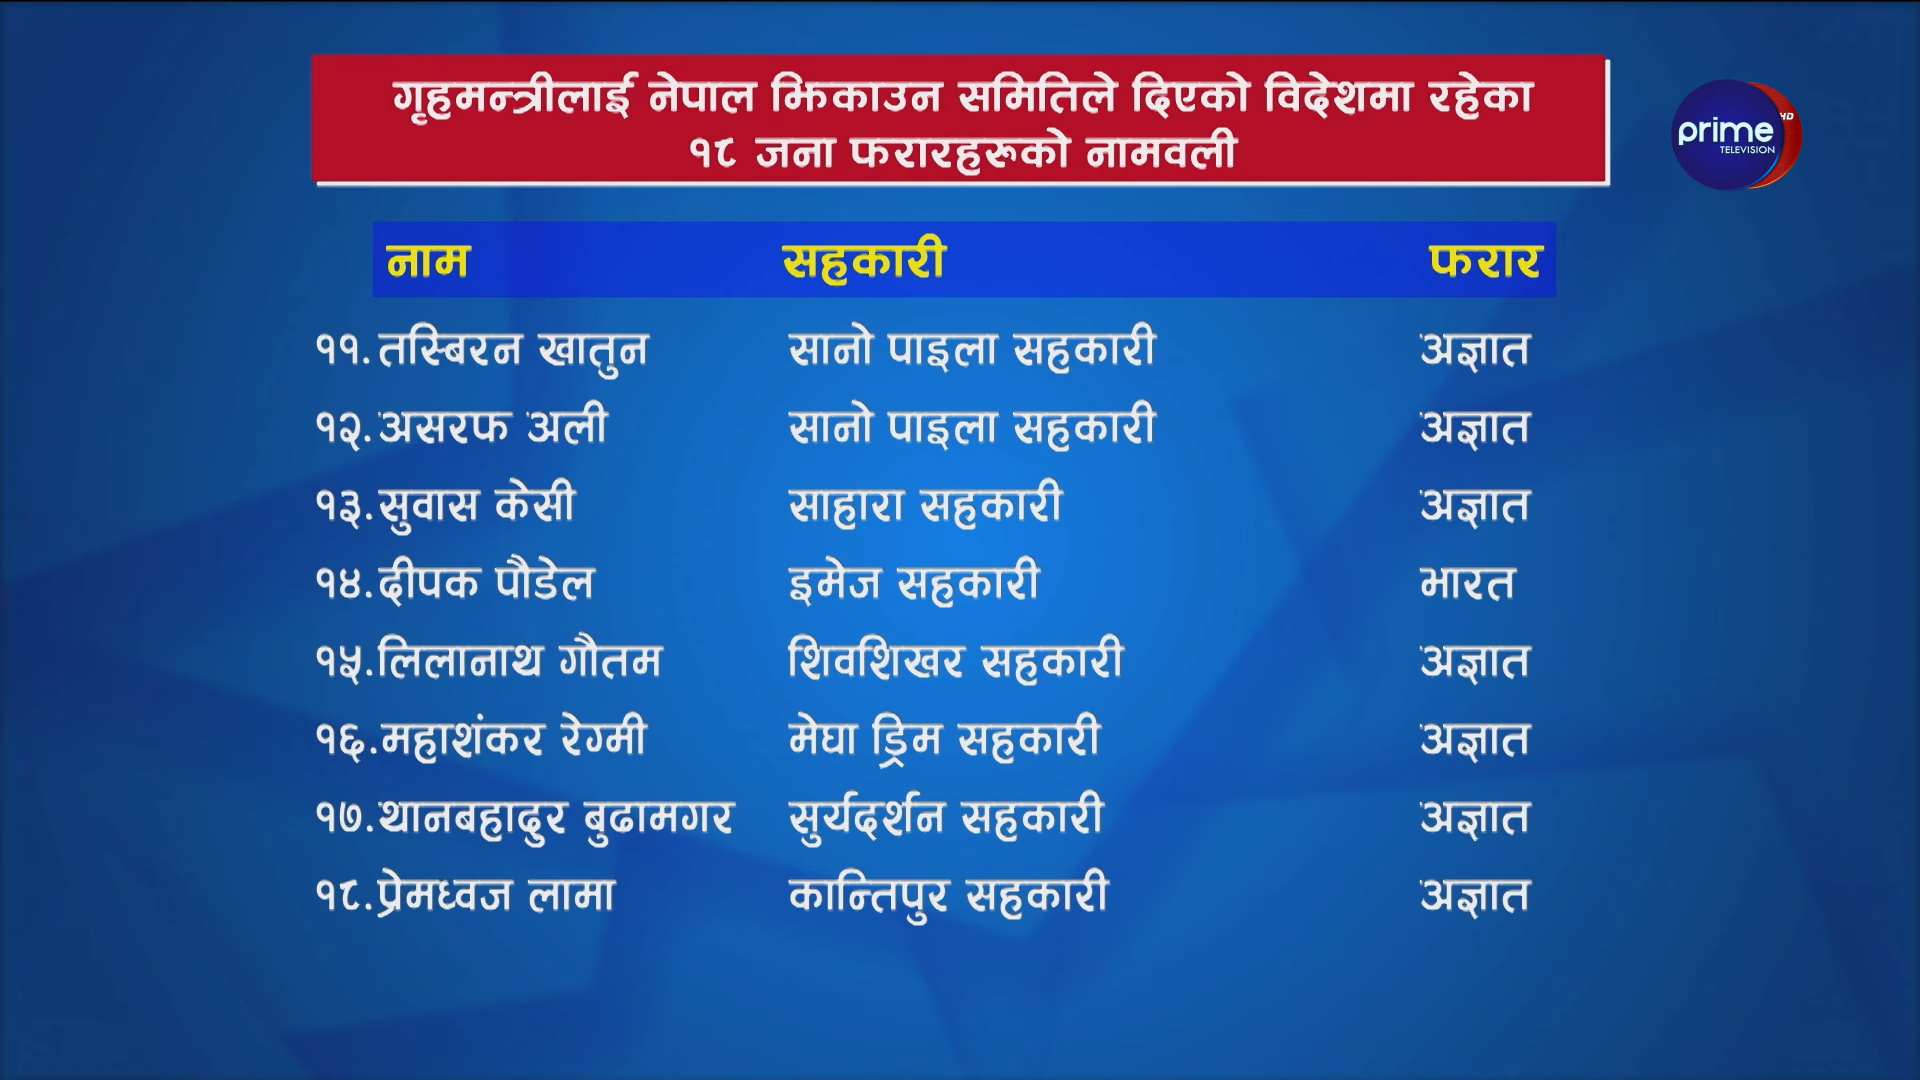 गृहमन्त्रीलाई नेपाल झिकाउन समितिले दिएको विदेशमा रहेका
१८ जना फरारहरूको नामवली
prime HD
TELEVISION
नाम सहकारी फरार
११. तस्बिरन खातुन सानो पाइला सहकारी अज्ञात
१२. असरफ अली सानो पाइला सहकारी अज्ञात
१३. सुवास केसी साहारा सहकारी अज्ञात
१४. दीपक पौडेल इमेज सहकारी भारत
१५. लिलानाथ गौतम शिवशिखर सहकारी अज्ञात
१६. महाशंकर रेग्मी मेघा ड्रिम सहकारी अज्ञात
१७. थानबहादुर बुढामगर सुर्यदर्शन सहकारी अज्ञात
१८. प्रेमध्वज लामा कान्तिपुर सहकारी अज्ञात